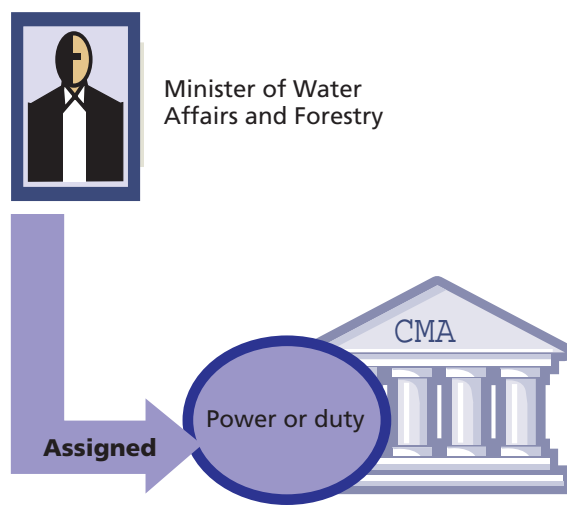 Minister of Water
Affairs and Forestry
CMA
Power or duty
Assigned